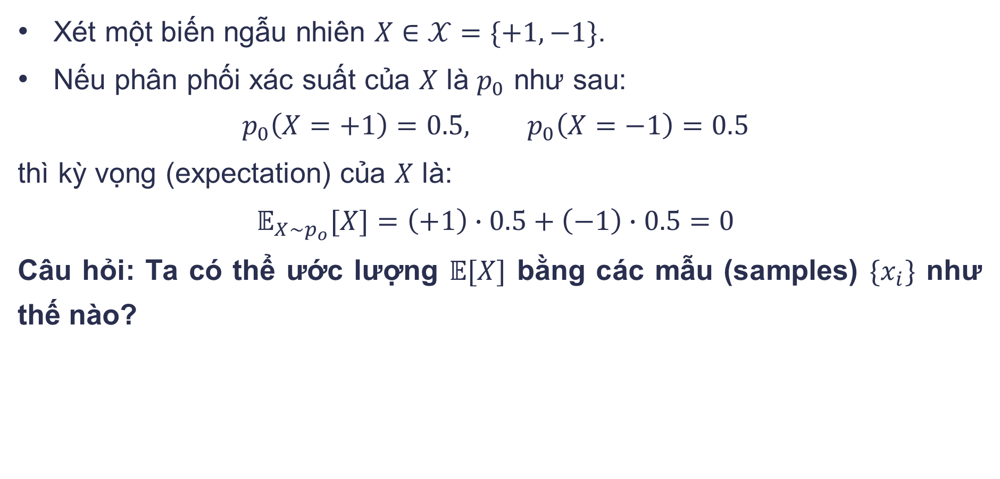 • Xét một biến ngẫu nhiên $X \in \mathcal{X} = \{+1, -1\}$.
• Nếu phân phối xác suất của $X$ là $p_0$ như sau:
$p_0(X = +1) = 0.5, \quad p_0(X = -1) = 0.5$
thì kỳ vọng (expectation) của $X$ là:
$\mathbb{E}_{X \sim p_o}[X] = (+1) \cdot 0.5 + (-1) \cdot 0.5 = 0$
Câu hỏi: Ta có thể ước lượng $\mathbb{E}[X]$ bằng các mẫu (samples) $\{x_i\}$ như
thế nào?